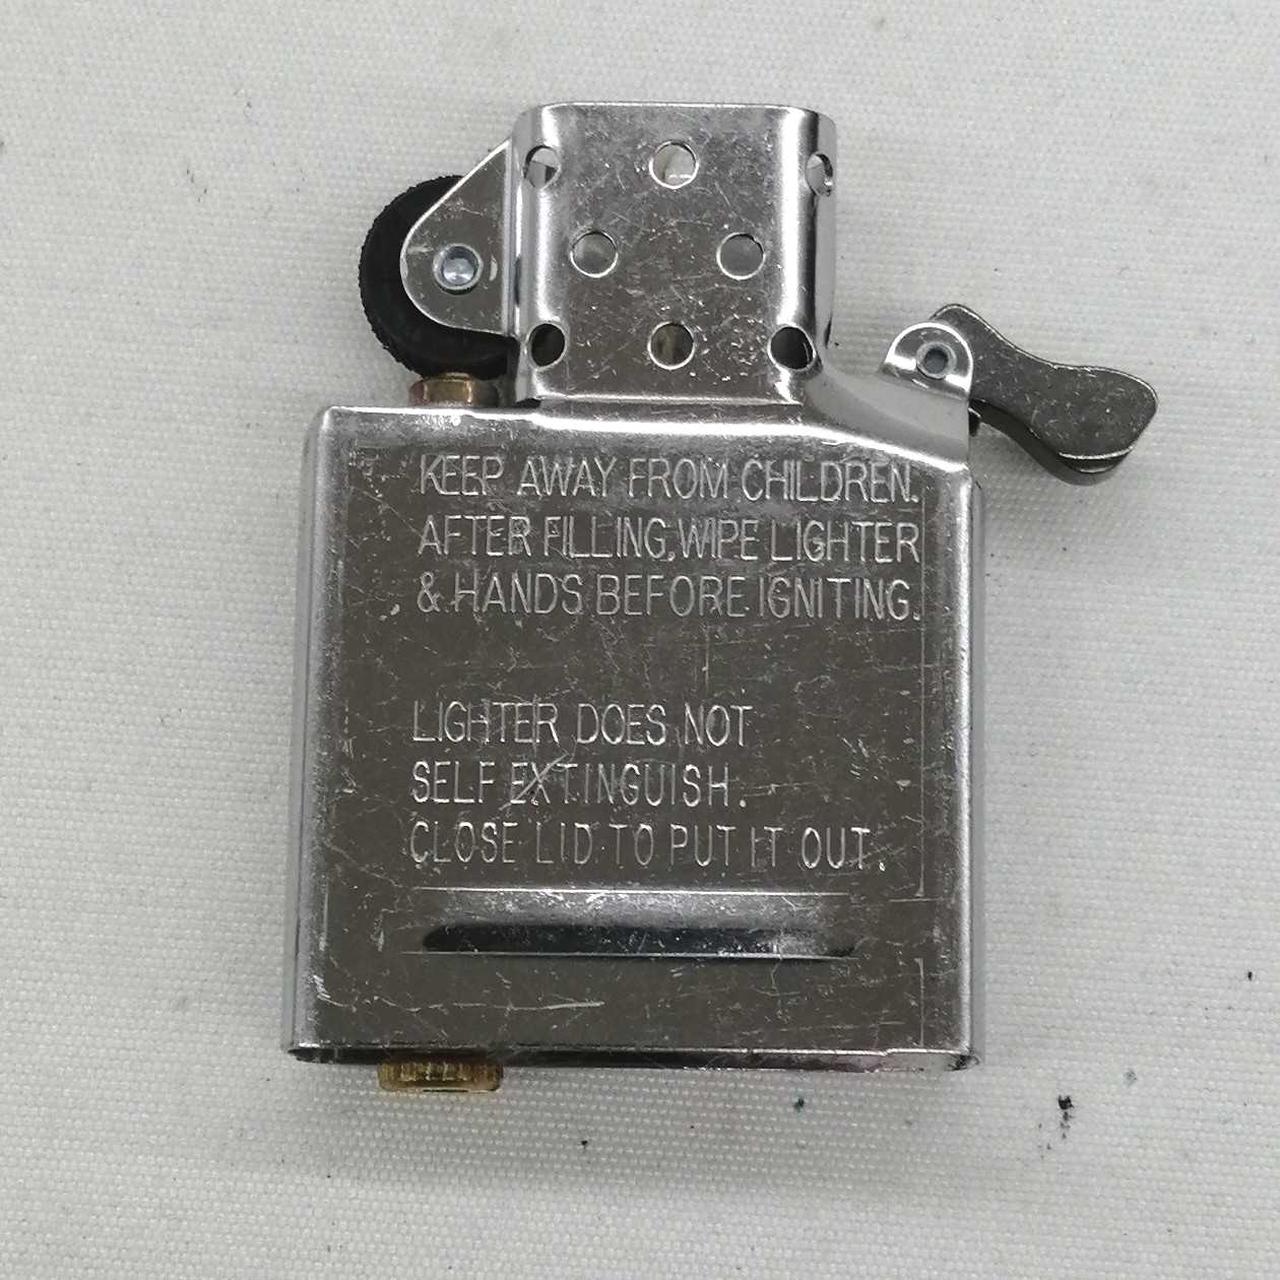 KEEP AWAY FROM CHILDREN.
AFTER FILLING, WIPE LIGHTER
& HANDS BEFORE IGNITING.
LIGHTER DOES NOT
SELF EXTINGUISH.
CLOSE LID TO PUT IT OUT.